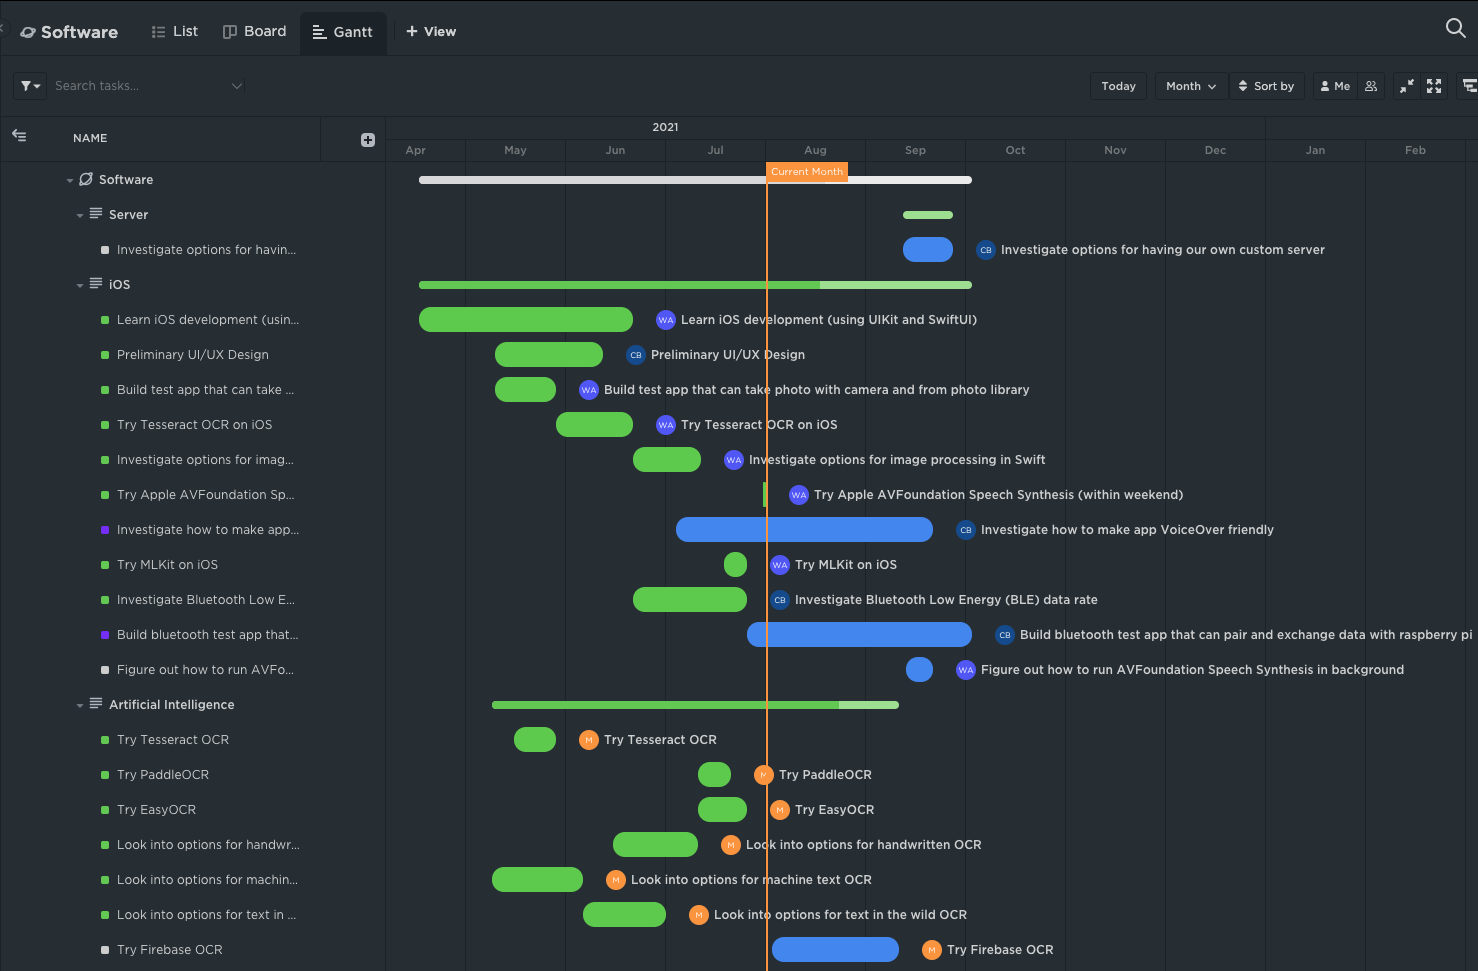 Software List Board Gantt + View
Search tasks... Today Month Sort by Me
NAME 2021
Apr May Jun Jul Aug Sep Oct Nov Dec Jan Feb
Current Month
Software
Server
Investigate options for havin... CB Investigate options for having our own custom server
iOS
Learn iOS development (usin... WA Learn iOS development (using UIKit and SwiftUI)
Preliminary UI/UX Design CB Preliminary UI/UX Design
Build test app that can take ... WA Build test app that can take photo with camera and from photo library
Try Tesseract OCR on iOS WA Try Tesseract OCR on iOS
Investigate options for imag... WA Investigate options for image processing in Swift
Try Apple AVFoundation Sp... WA Try Apple AVFoundation Speech Synthesis (within weekend)
Investigate how to make app... CB Investigate how to make app VoiceOver friendly
Try MLKit on iOS WA Try MLKit on iOS
Investigate Bluetooth Low E... CB Investigate Bluetooth Low Energy (BLE) data rate
Build bluetooth test app that... CB Build bluetooth test app that can pair and exchange data with raspberry pi
Figure out how to run AVFo... WA Figure out how to run AVFoundation Speech Synthesis in background
Artificial Intelligence
Try Tesseract OCR M Try Tesseract OCR
Try PaddleOCR M Try PaddleOCR
Try EasyOCR M Try EasyOCR
Look into options for handwr... M Look into options for handwritten OCR
Look into options for machin... M Look into options for machine text OCR
Look into options for text in ... M Look into options for text in the wild OCR
Try Firebase OCR M Try Firebase OCR